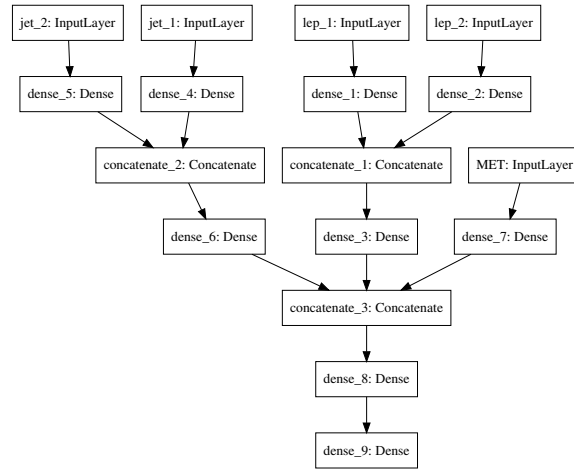 jet_2: InputLayer
jet_1: InputLayer
lep_1: InputLayer
lep_2: InputLayer
dense_5: Dense
dense_4: Dense
dense_1: Dense
dense_2: Dense
concatenate_2: Concatenate
concatenate_1: Concatenate
MET: InputLayer
dense_6: Dense
dense_3: Dense
dense_7: Dense
concatenate_3: Concatenate
dense_8: Dense
dense_9: Dense